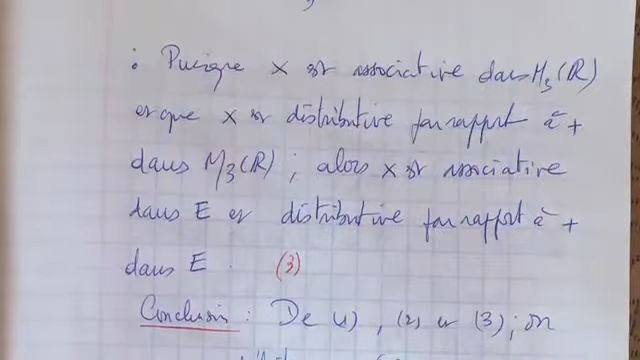 : Puisque × est associative dans M₃(ℝ)
et que × est distributive par rapport à +
dans M₃(ℝ) ; alors × est associative
dans E et distributive par rapport à +
dans E. (3)
Conclusion : De (1), (2) et (3) ; on